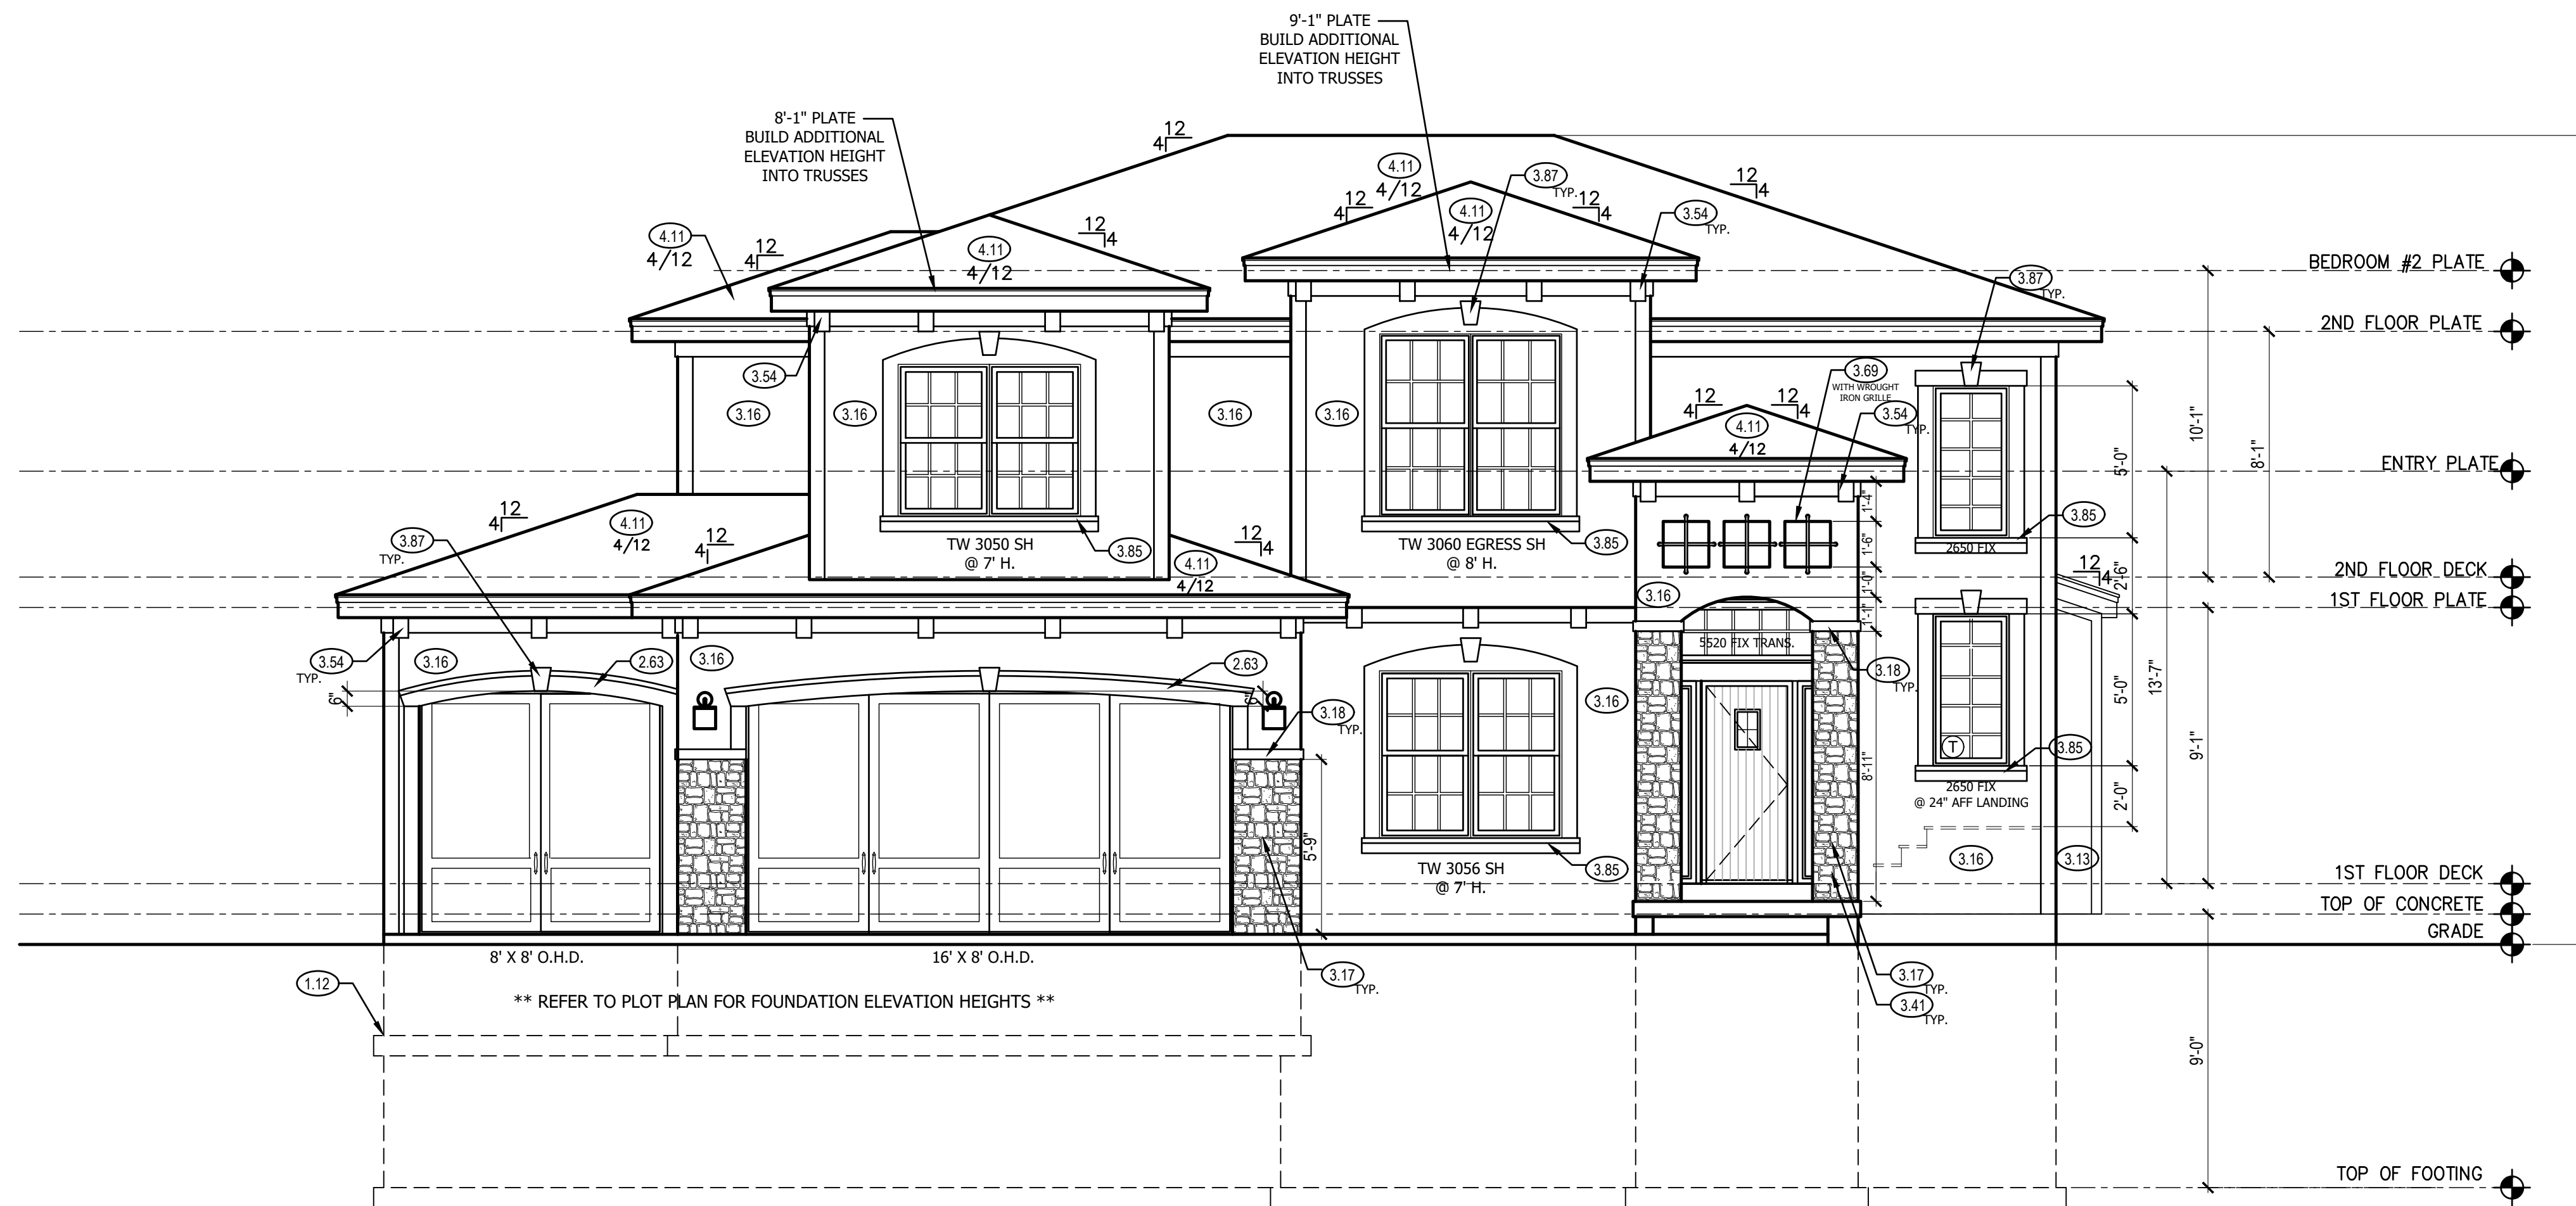 9'-1" PLATE
BUILD ADDITIONAL
ELEVATION HEIGHT
INTO TRUSSES
8'-1" PLATE
BUILD ADDITIONAL
ELEVATION HEIGHT
INTO TRUSSES
12
4
12
4
4.11
4/12
3.87
TYP.
12
4
4.11
4/12
12
4
3.54
TYP.
4.11
4/12
12
4
4.11
4/12
12
4
BEDROOM #2 PLATE
3.87
TYP.
2ND FLOOR PLATE
3.54
3.69
WITH WROUGHT
IRON GRILLE
12
4
12
4
4.11
4/12
3.54
TYP.
3.16
3.16
3.16
3.16
10'-1"
8'-1"
5'-0"
ENTRY PLATE
12
4
4.11
4/12
12
4
12
4
4.11
4/12
3.87
TYP.
TW 3050 SH
@ 7' H.
3.85
TW 3060 EGRESS SH
@ 8' H.
3.85
1'-4"
1'-6"
1'-0"
1'-1"
3.85
2650 FIX
12
4
2'-6"
2ND FLOOR DECK
1ST FLOOR PLATE
3.16
5520 FIX TRANS.
3.54
TYP.
3.16
2.63
3.16
2.63
6"
6"
3.18
TYP.
3.16
3.18
TYP.
5'-0"
13'-7"
9'-1"
T
3.85
2650 FIX
@ 24" AFF LANDING
2'-0"
8'-11"
5'-9"
TW 3056 SH
@ 7' H.
3.85
3.16
3.13
1ST FLOOR DECK
TOP OF CONCRETE
GRADE
8' X 8' O.H.D.
16' X 8' O.H.D.
1.12
** REFER TO PLOT PLAN FOR FOUNDATION ELEVATION HEIGHTS **
3.17
TYP.
3.17
TYP.
3.41
TYP.
9'-0"
TOP OF FOOTING